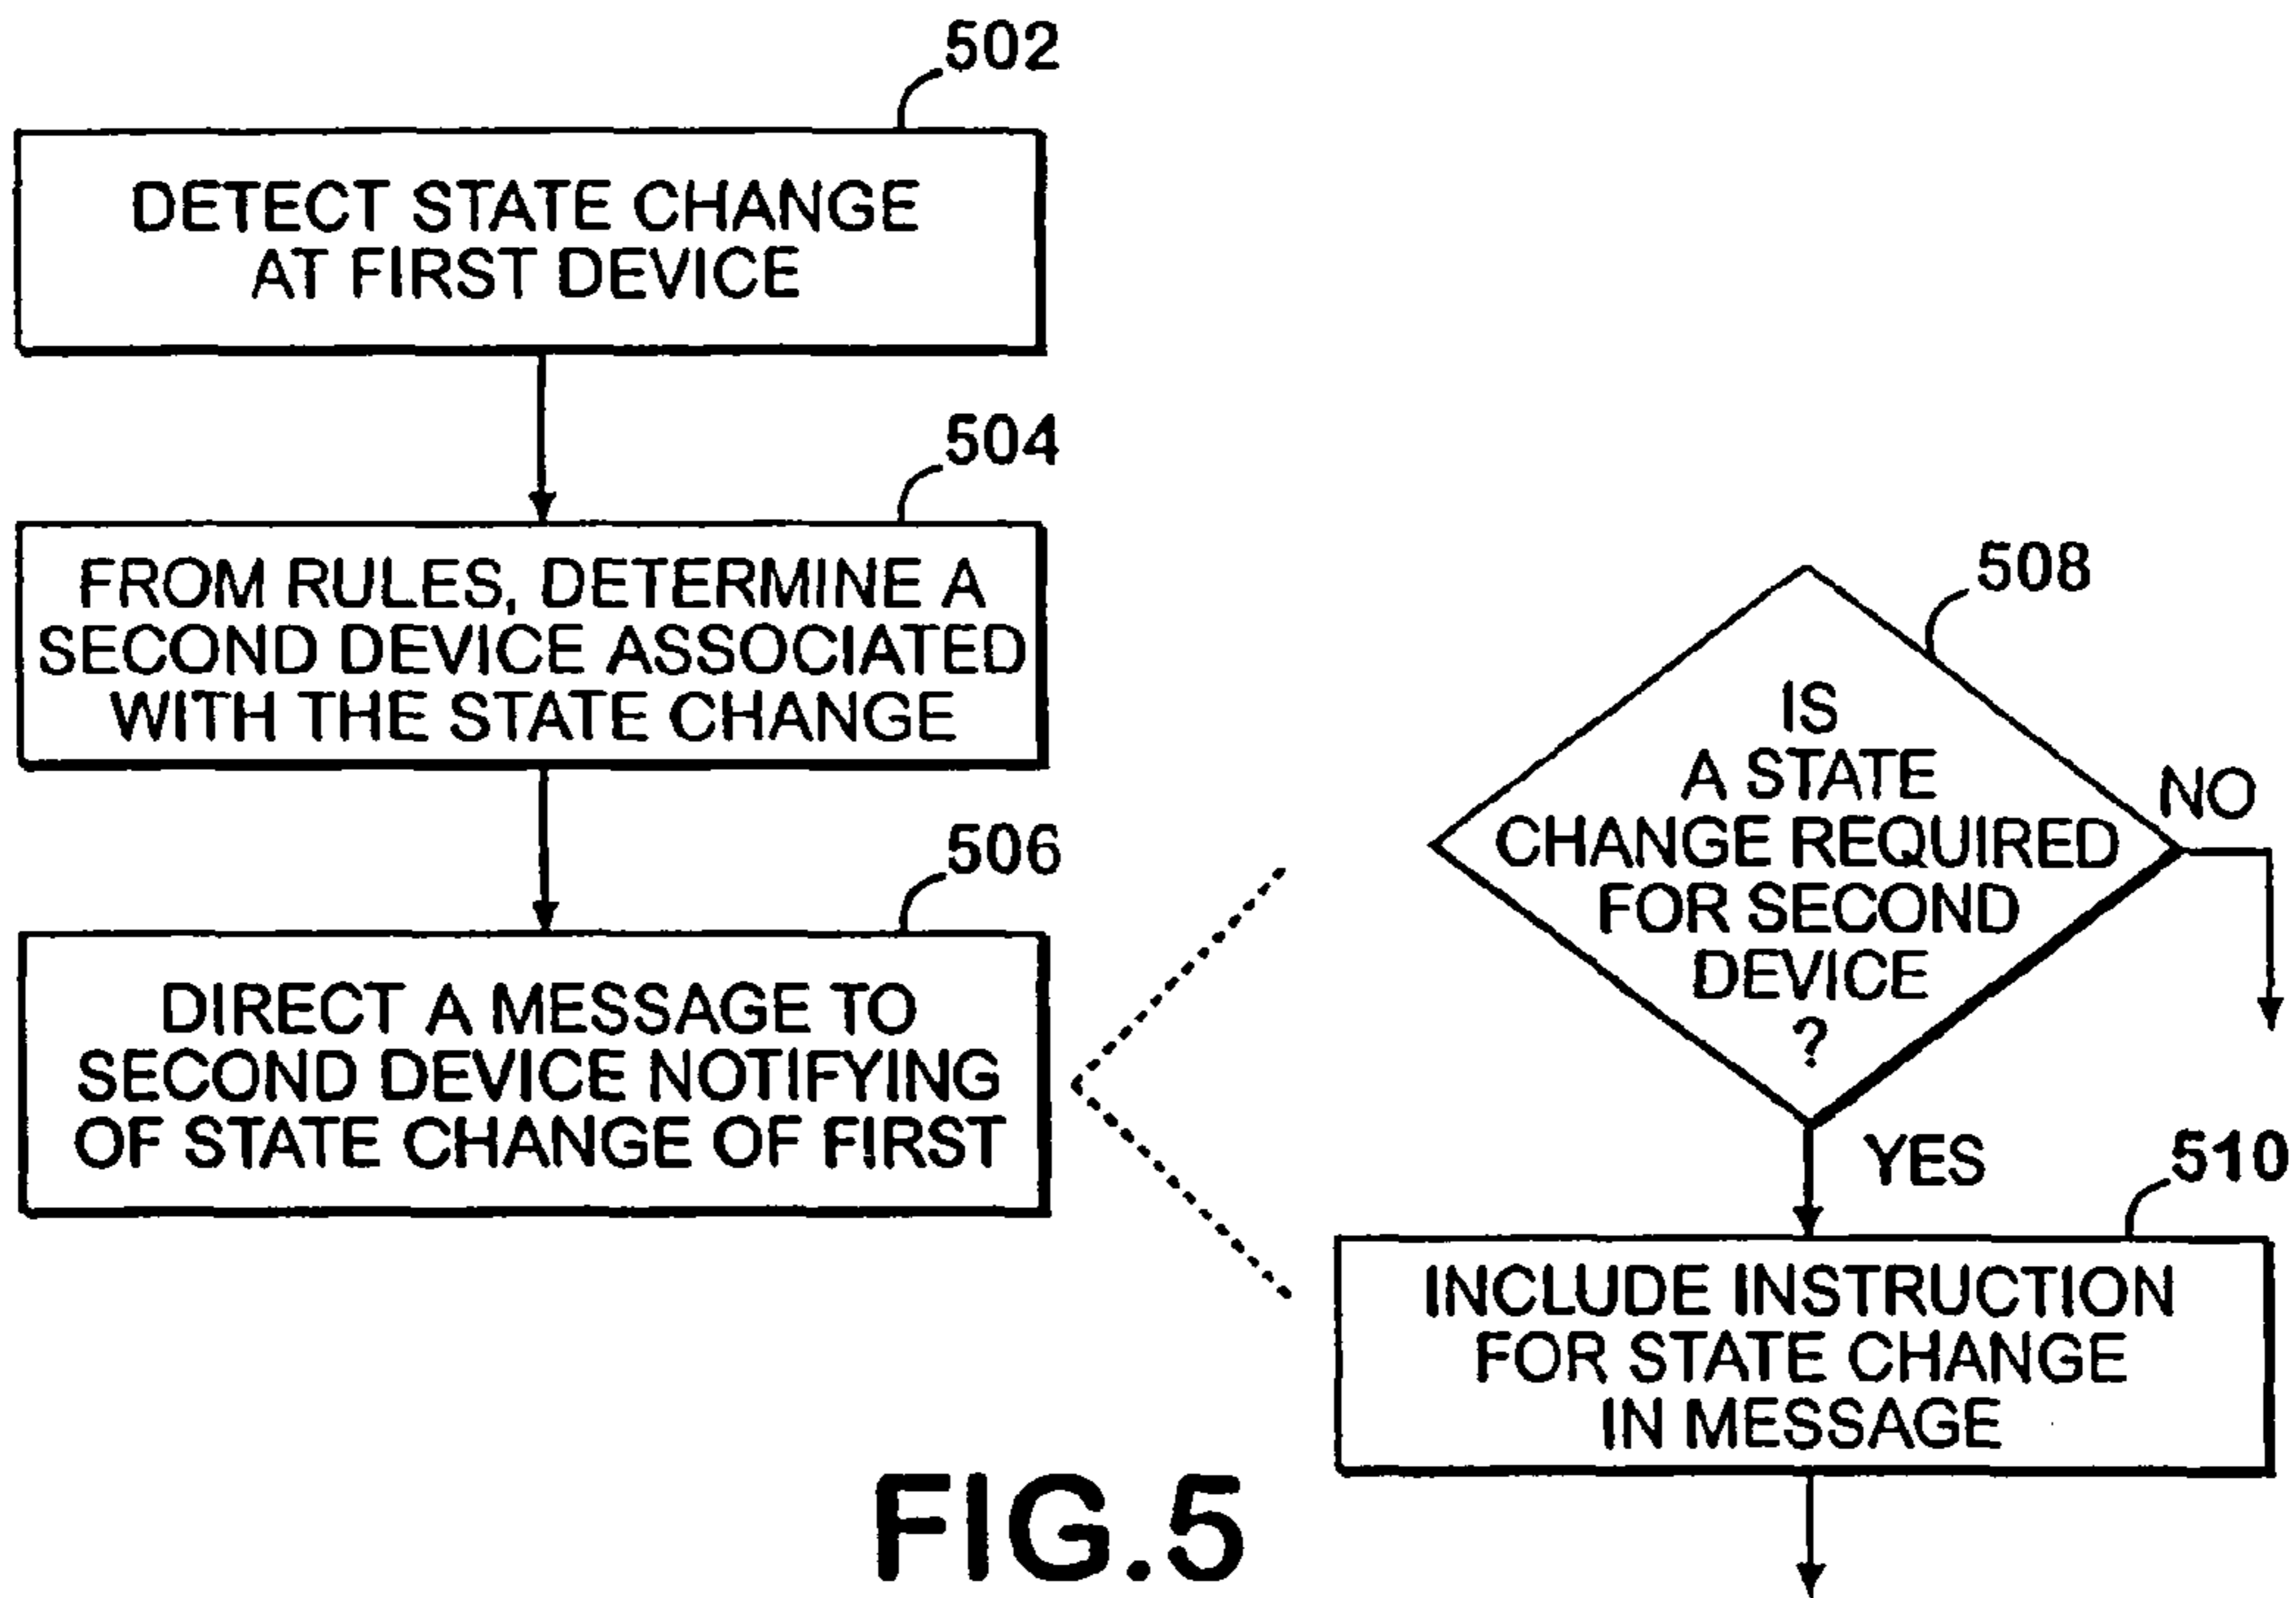 502
DETECT STATE CHANGE
AT FIRST DEVICE
504
FROM RULES, DETERMINE A
SECOND DEVICE ASSOCIATED
WITH THE STATE CHANGE
506
DIRECT A MESSAGE TO
SECOND DEVICE NOTIFYING
OF STATE CHANGE OF FIRST
508
IS
A STATE
CHANGE REQUIRED
FOR SECOND
DEVICE
?
NO
YES
510
INCLUDE INSTRUCTION
FOR STATE CHANGE
IN MESSAGE
FIG.5